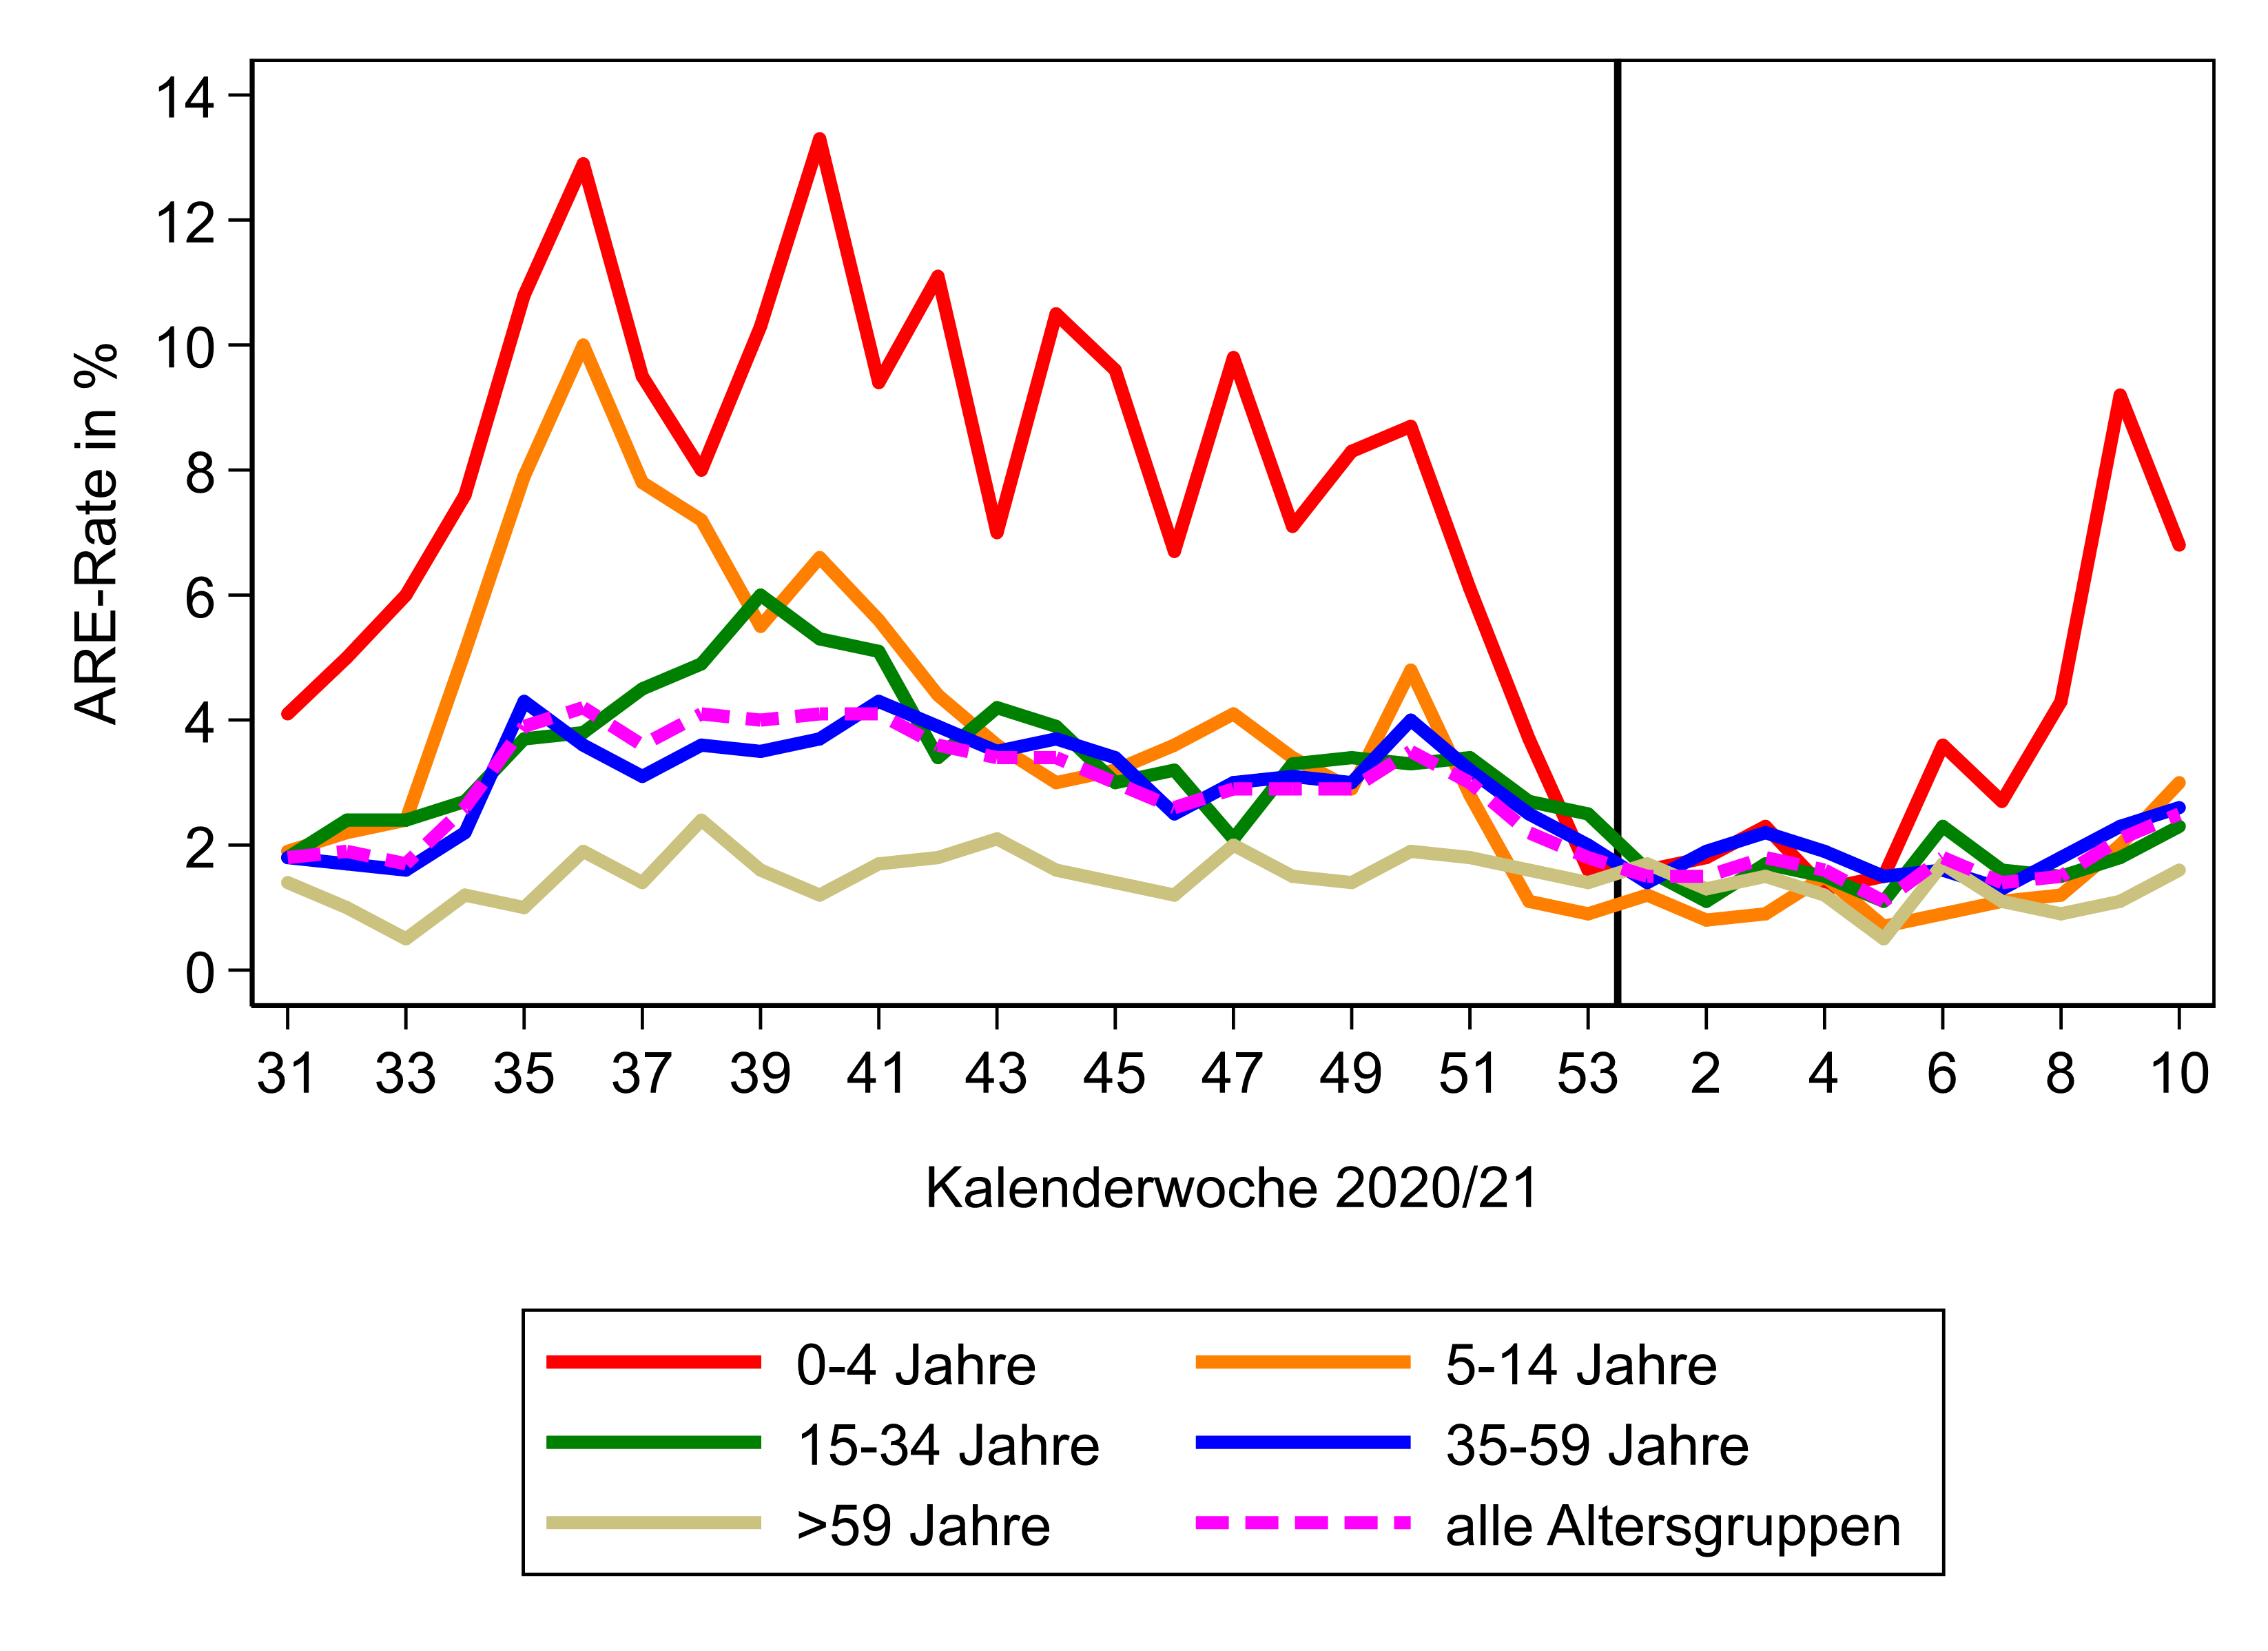 14
12
10
8
6
4
2
0
ARE-Rate in %
31 33 35 37 39 41 43 45 47 49 51 53 2 4 6 8 10
Kalenderwoche 2020/21
0-4 Jahre 5-14 Jahre
15-34 Jahre 35-59 Jahre
>59 Jahre alle Altersgruppen